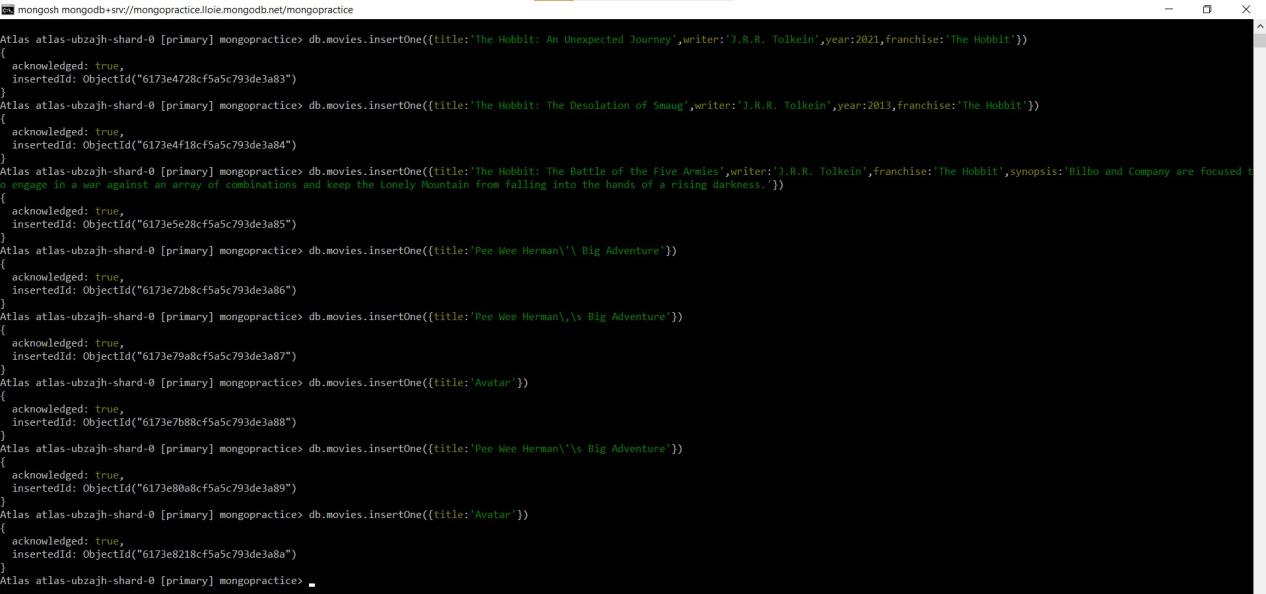 mongosh mongodb+srv://mongopractice.lloie.mongodb.net/mongopractice
Atlas atlas-ubzajh-shard-0 [primary] mongopractice> db.movies.insertOne({title:'The Hobbit: An Unexpected Journey',writer:'J.R.R. Tolkein',year:2021,franchise:'The Hobbit'})
{
  acknowledged: true,
  insertedId: ObjectId("6173e4728cf5a5c793de3a83")
}
Atlas atlas-ubzajh-shard-0 [primary] mongopractice> db.movies.insertOne({title:'The Hobbit: The Desolation of Smaug',writer:'J.R.R. Tolkein',year:2013,franchise:'The Hobbit'})
{
  acknowledged: true,
  insertedId: ObjectId("6173e4f18cf5a5c793de3a84")
}
Atlas atlas-ubzajh-shard-0 [primary] mongopractice> db.movies.insertOne({title:'The Hobbit: The Battle of the Five Armies',writer:'J.R.R. Tolkein',franchise:'The Hobbit',synopsis:'Bilbo and Company are focused t
o engage in a war against an array of combinations and keep the Lonely Mountain from falling into the hands of a rising darkness.'})
{
  acknowledged: true,
  insertedId: ObjectId("6173e5e28cf5a5c793de3a85")
}
Atlas atlas-ubzajh-shard-0 [primary] mongopractice> db.movies.insertOne({title:'Pee Wee Herman\'\ Big Adventure'})
{
  acknowledged: true,
  insertedId: ObjectId("6173e72b8cf5a5c793de3a86")
}
Atlas atlas-ubzajh-shard-0 [primary] mongopractice> db.movies.insertOne({title:'Pee Wee Herman\,\s Big Adventure'})
{
  acknowledged: true,
  insertedId: ObjectId("6173e79a8cf5a5c793de3a87")
}
Atlas atlas-ubzajh-shard-0 [primary] mongopractice> db.movies.insertOne({title:'Avatar'})
{
  acknowledged: true,
  insertedId: ObjectId("6173e7b88cf5a5c793de3a88")
}
Atlas atlas-ubzajh-shard-0 [primary] mongopractice> db.movies.insertOne({title:'Pee Wee Herman\'\s Big Adventure'})
{
  acknowledged: true,
  insertedId: ObjectId("6173e80a8cf5a5c793de3a89")
}
Atlas atlas-ubzajh-shard-0 [primary] mongopractice> db.movies.insertOne({title:'Avatar'})
{
  acknowledged: true,
  insertedId: ObjectId("6173e8218cf5a5c793de3a8a")
}
Atlas atlas-ubzajh-shard-0 [primary] mongopractice>